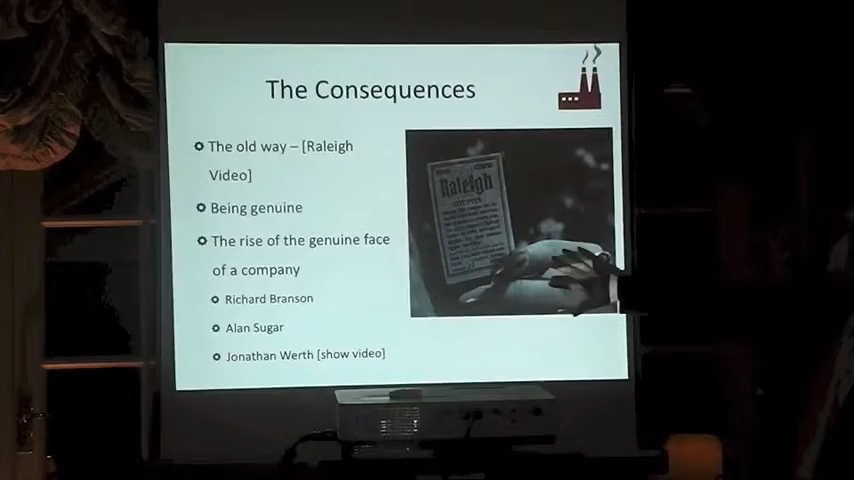 The Consequences
The old way – [Raleigh
Video]
Being genuine
The rise of the genuine face
of a company
Richard Branson
Alan Sugar
Jonathan Werth [show video]
Raleigh
COUPON